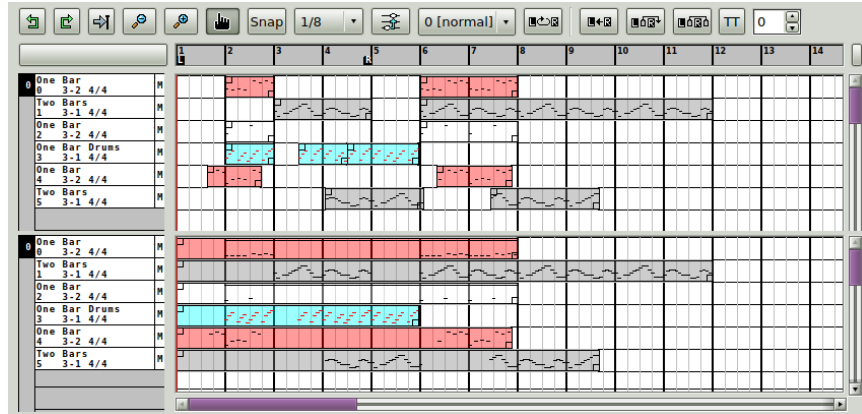 Snap 1/8 0 [normal] TT 0
1 2 3 4 5 6 7 8 9 10 11 12 13 14
L R
0 One Bar M
0 3-2 4/4
Two Bars M
1 3-1 4/4
One Bar M
2 3-2 4/4
One Bar Drums M
3 3-1 4/4
One Bar M
4 3-2 4/4
Two Bars M
5 3-1 4/4
0 One Bar M
0 3-2 4/4
Two Bars M
1 3-1 4/4
One Bar M
2 3-2 4/4
One Bar Drums M
3 3-1 4/4
One Bar M
4 3-2 4/4
Two Bars M
5 3-1 4/4